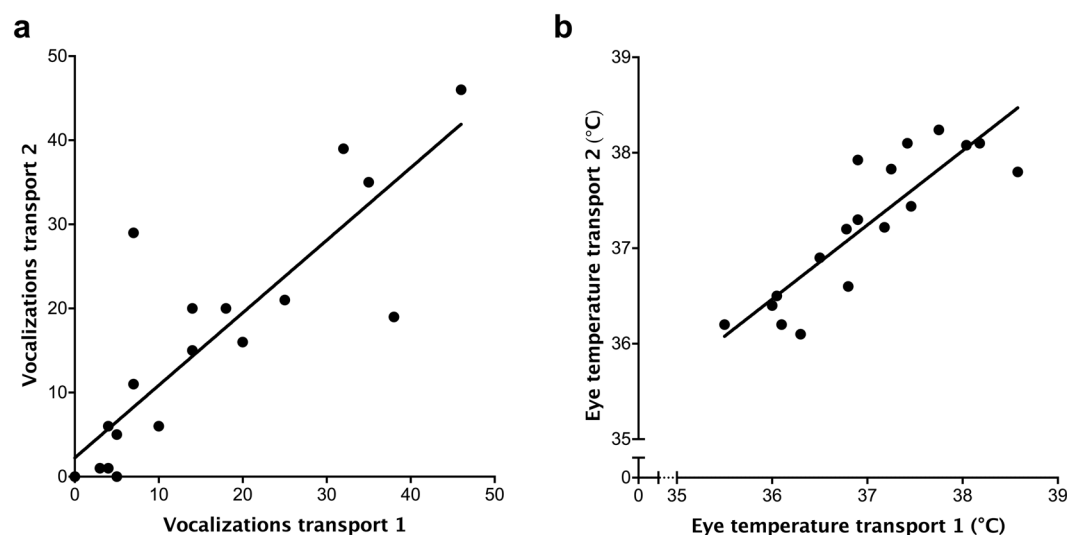 a
50
40
30
20
10
0
Vocalizations transport 2
0 10 20 30 40 50
Vocalizations transport 1
b
39
38
37
36
35
0
Eye temperature transport 2 (°C)
0 35 36 37 38 39
Eye temperature transport 1 (°C)